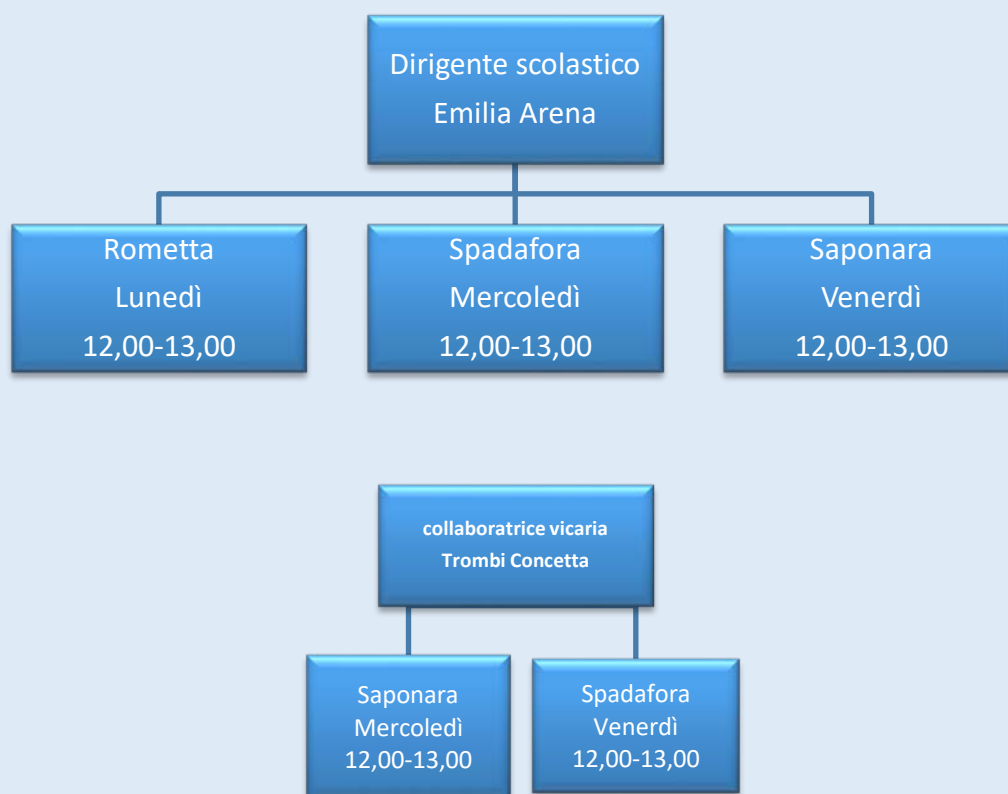 Dirigente scolastico
Emilia Arena
Rometta
Lunedì
12,00-13,00
Spadafora
Mercoledì
12,00-13,00
Saponara
Venerdì
12,00-13,00
collaboratrice vicaria
Trombi Concetta
Saponara
Mercoledì
12,00-13,00
Spadafora
Venerdì
12,00-13,00